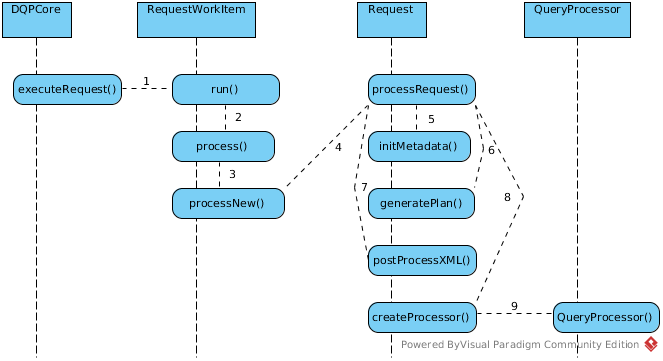 DQPCore
RequestWorkItem
Request
QueryProcessor
executeRequest()
1
run()
processRequest()
2
5
process()
4
initMetadata()
6
3
7
8
processNew()
generatePlan()
postProcessXML()
9
createProcessor()
QueryProcessor()
Powered ByVisual Paradigm Community Edition